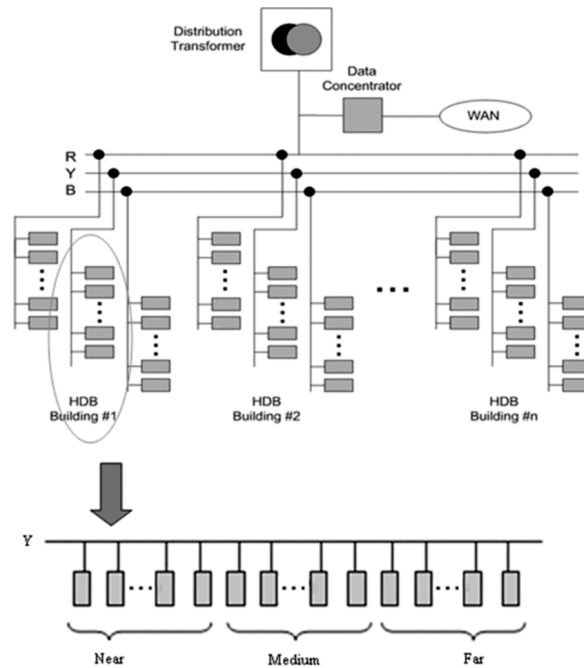 Distribution
Transformer
Data
Concentrator
WAN
R
Y
B
HDB
Building #1
HDB
Building #2
HDB
Building #n
Y
Near
Medium
Far